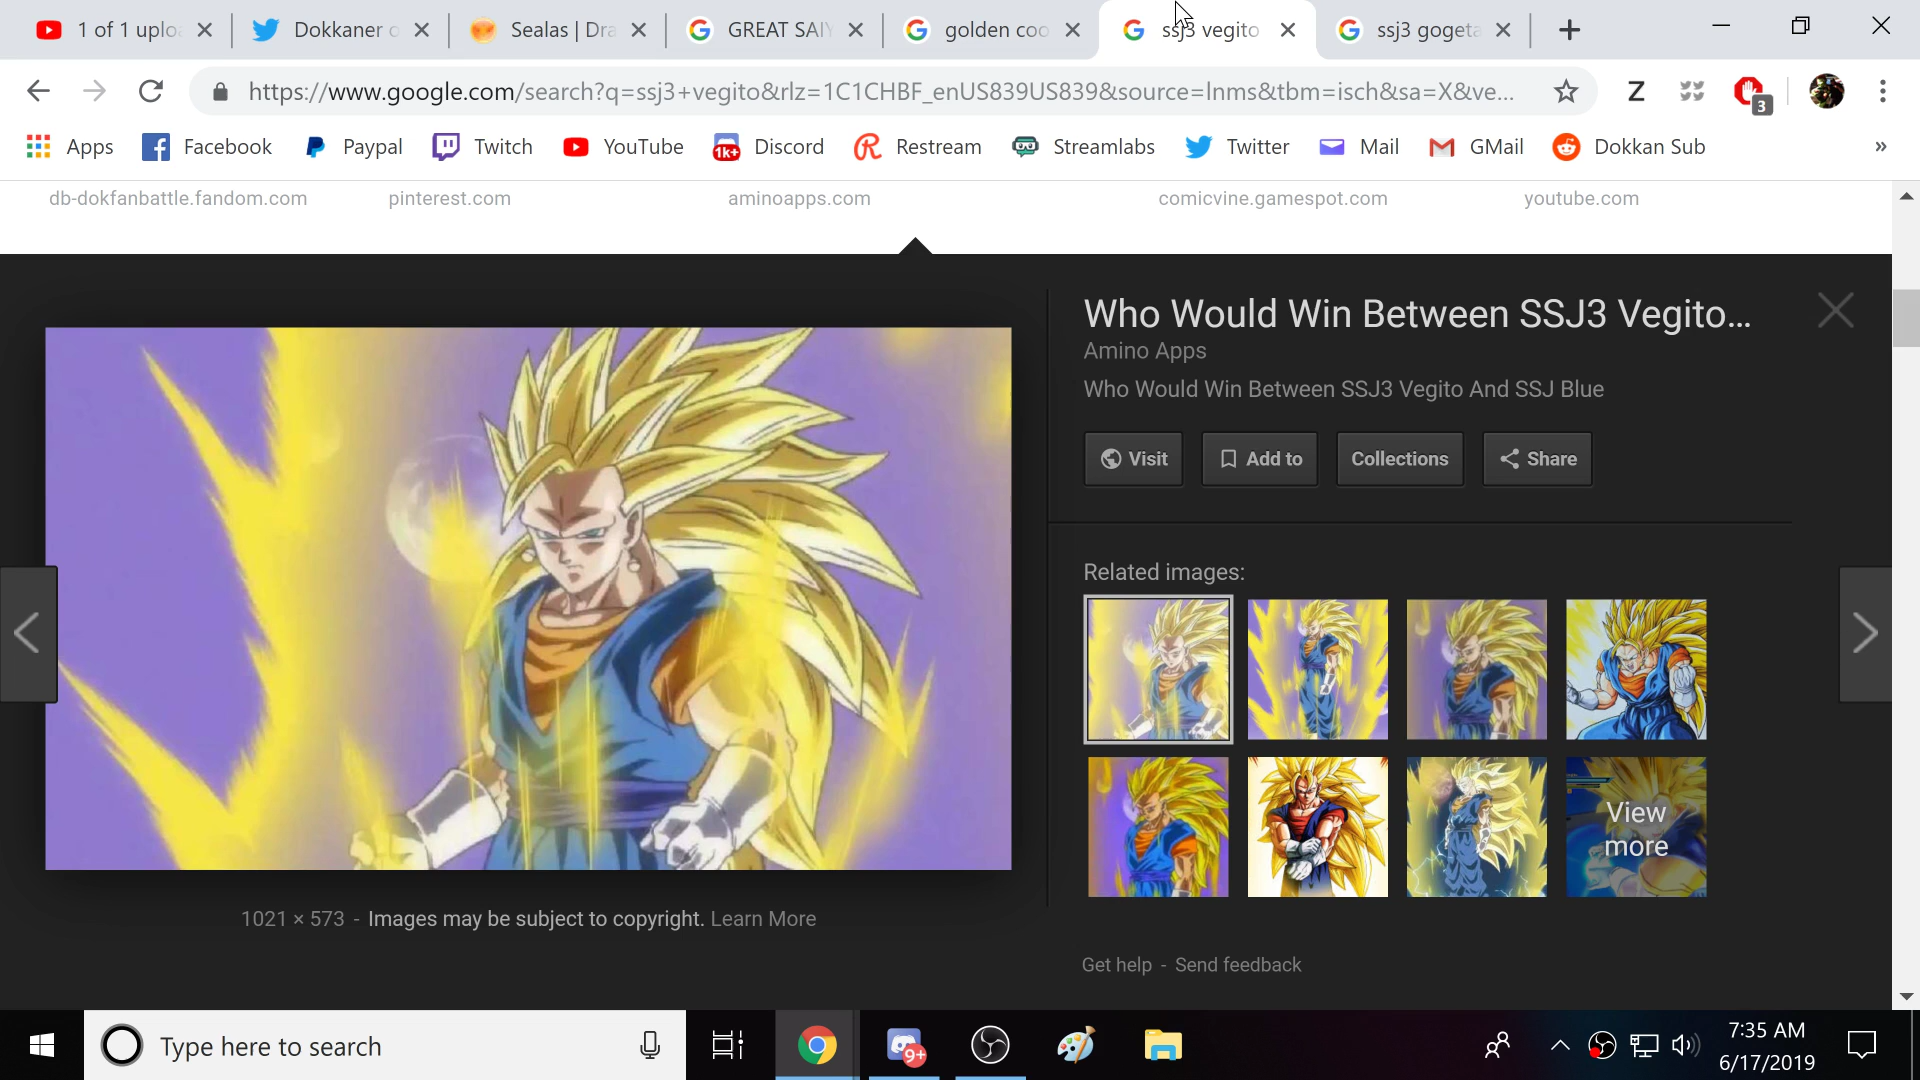 1 of 1 uplo
Dokkaner o
Sealas | Dra
GREAT SAIY
golden coo
ssj3 vegito
ssj3 gogeta
https://www.google.com/search?q=ssj3+vegito&rlz=1C1CHBF_enUS839US839&source=lnms&tbm=isch&sa=X&ve...
3
Apps
Facebook
Paypal
Twitch
YouTube
1K+
Discord
Restream
Streamlabs
Twitter
Mail
GMail
Dokkan Sub
»
db-dokfanbattle.fandom.com
pinterest.com
aminoapps.com
comicvine.gamespot.com
youtube.com
Who Would Win Between SSJ3 Vegito...
Amino Apps
Who Would Win Between SSJ3 Vegito And SSJ Blue
Visit
Add to
Collections
Share
Related images:
View
more
1021 × 573 - Images may be subject to copyright. Learn More
Get help - Send feedback
Type here to search
9+
7:35 AM
6/17/2019